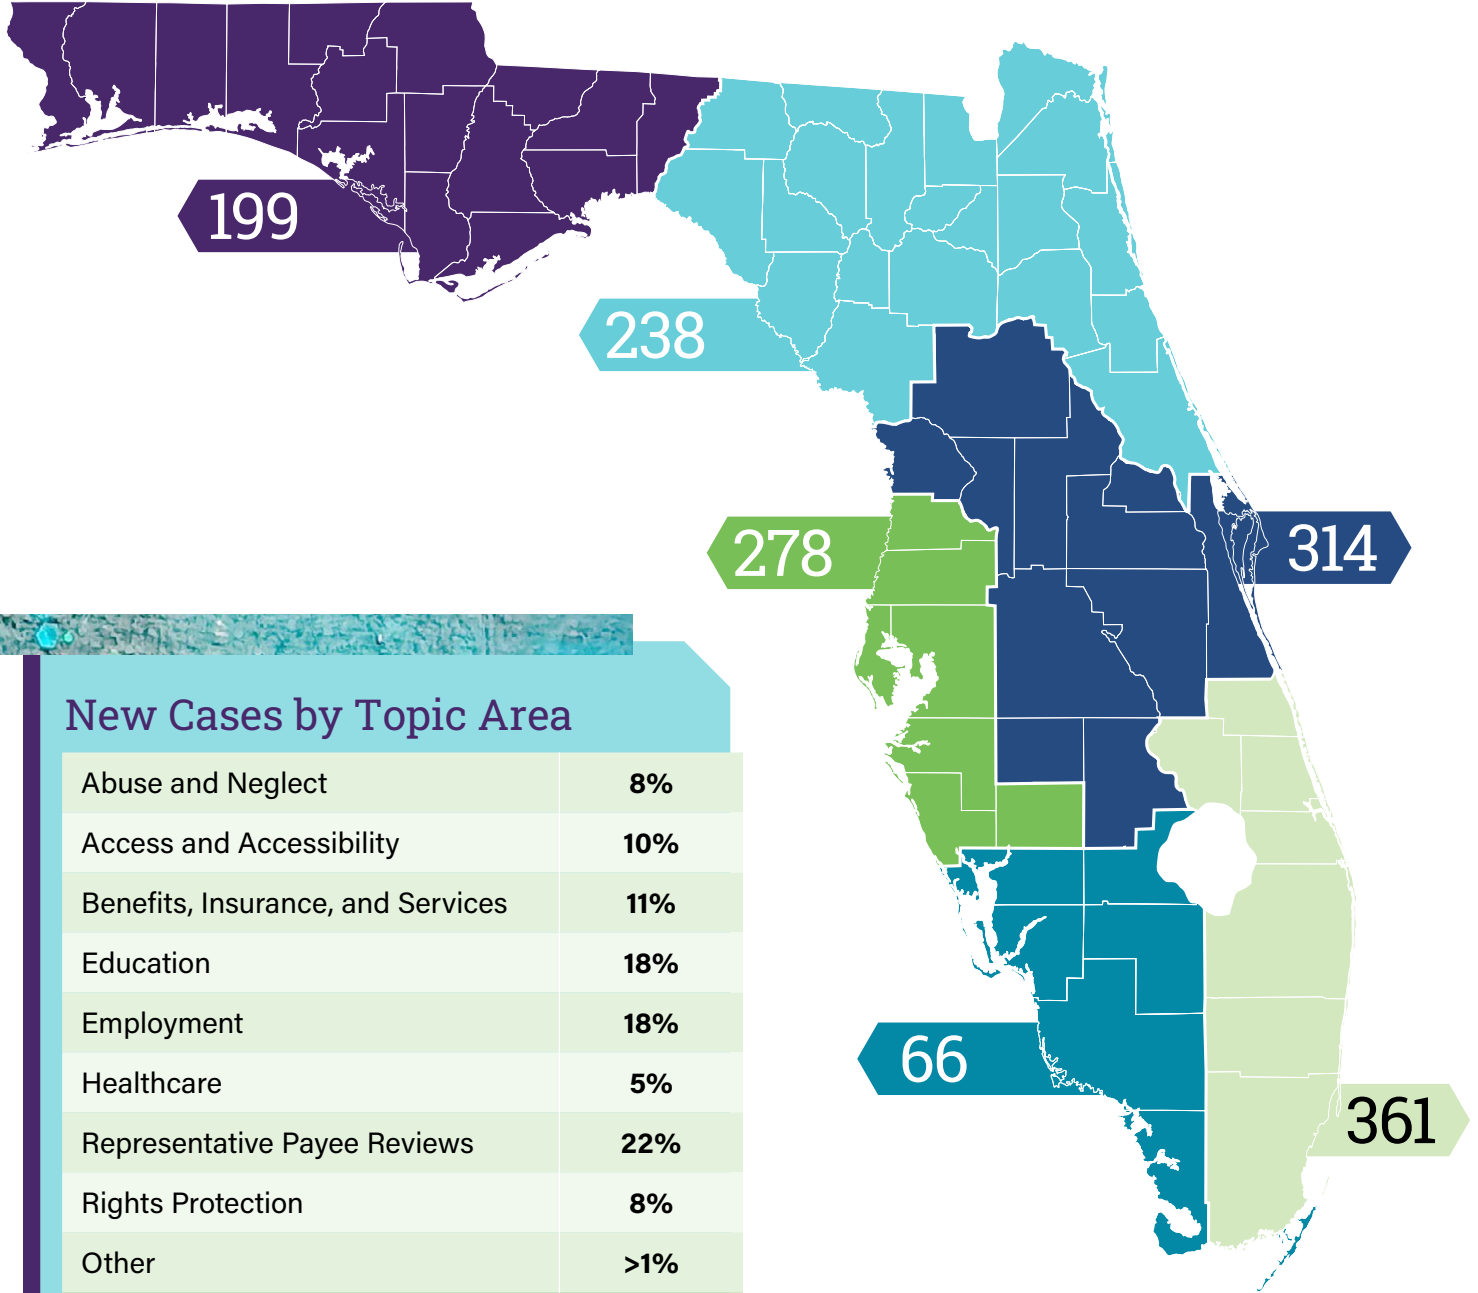 199
238
278
314
New Cases by Topic Area
Abuse and Neglect 8%
Access and Accessibility 10%
Benefits, Insurance, and Services 11%
Education 18%
Employment 18%
Healthcare 5%
Representative Payee Reviews 22%
Rights Protection 8%
Other >1%
66
361